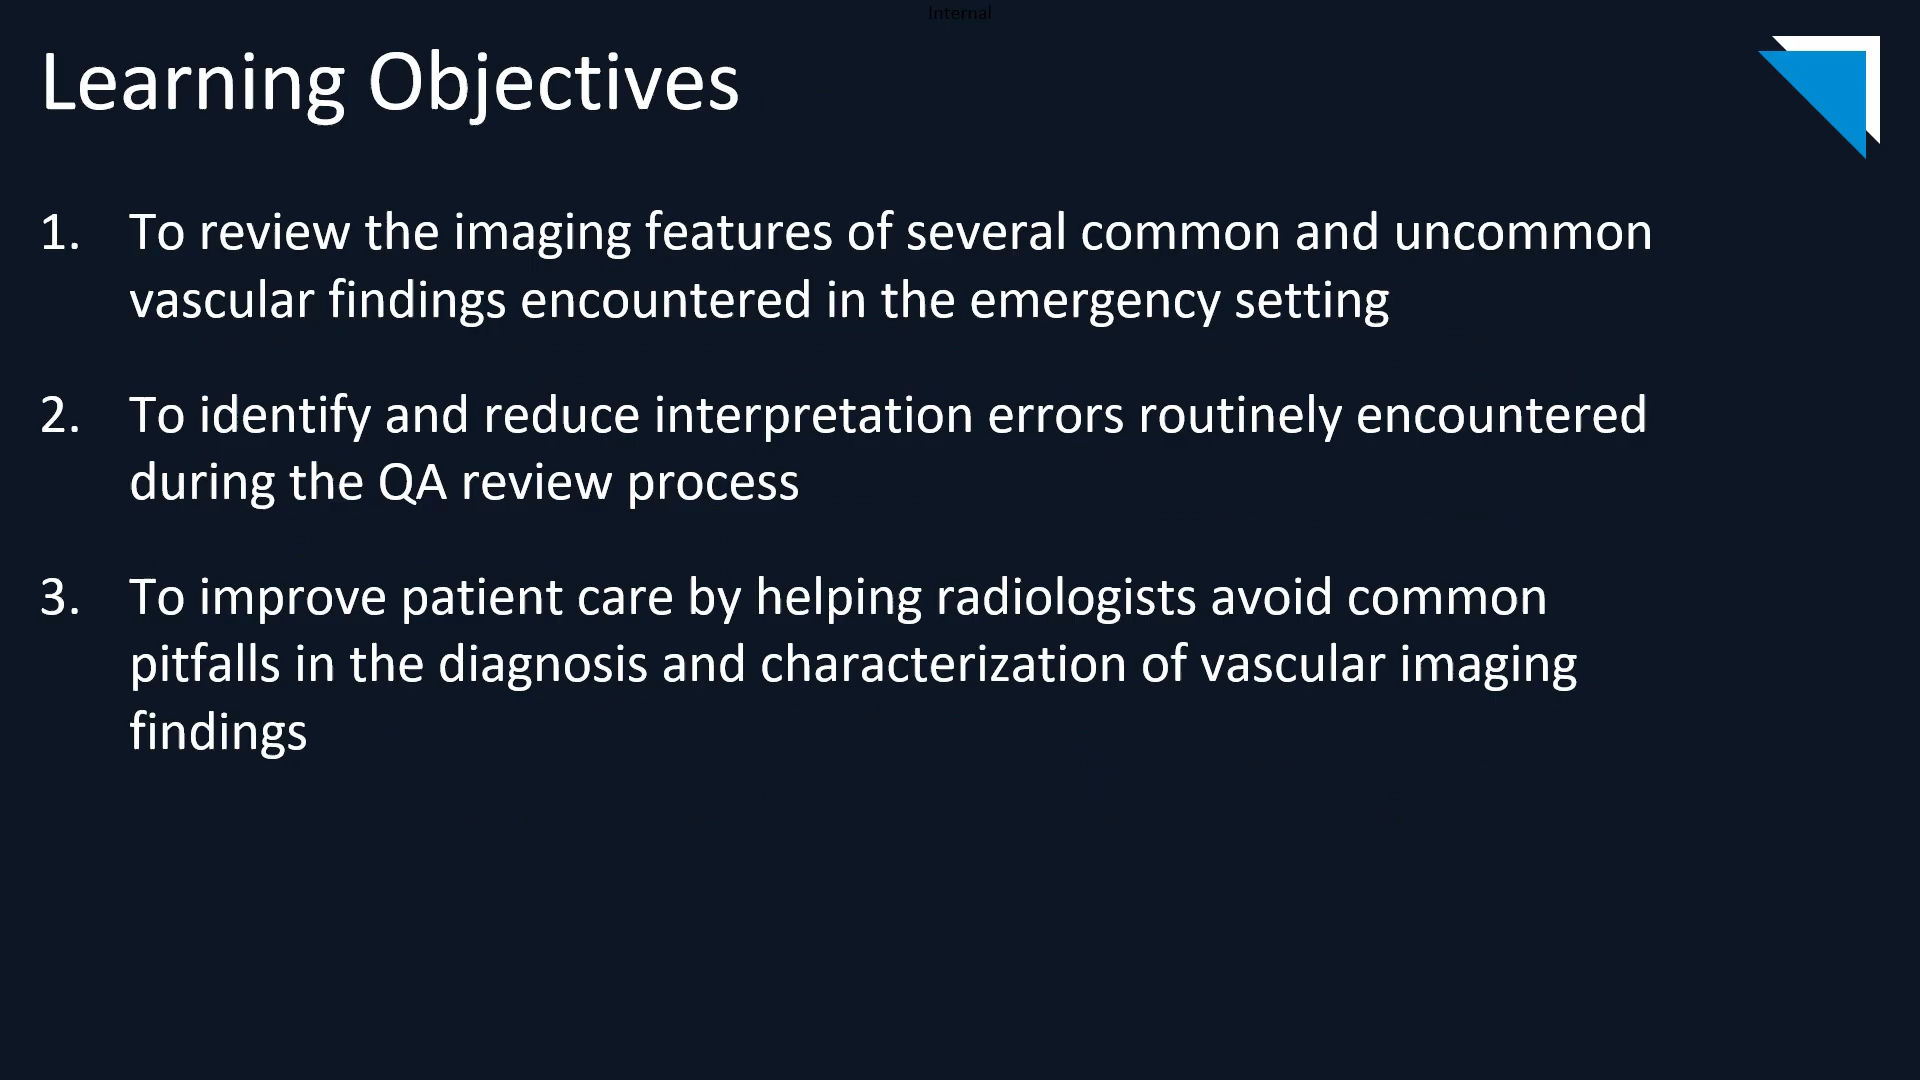 Internal
Learning Objectives
1. To review the imaging features of several common and uncommon
vascular findings encountered in the emergency setting
2. To identify and reduce interpretation errors routinely encountered
during the QA review process
3. To improve patient care by helping radiologists avoid common
pitfalls in the diagnosis and characterization of vascular imaging
findings